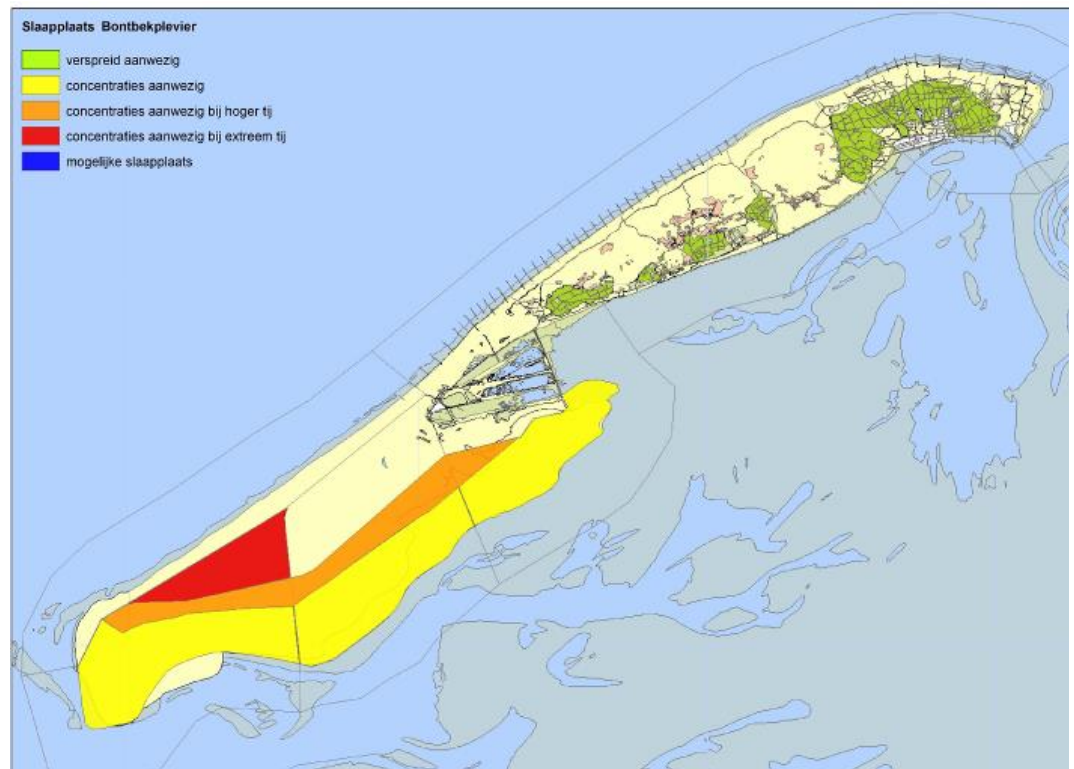 Slaapplaats Bontbekplevier
verspreid aanwezig
concentraties aanwezig
concentraties aanwezig bij hoger tij
concentraties aanwezig bij extreem tij
mogelijke slaapplaats